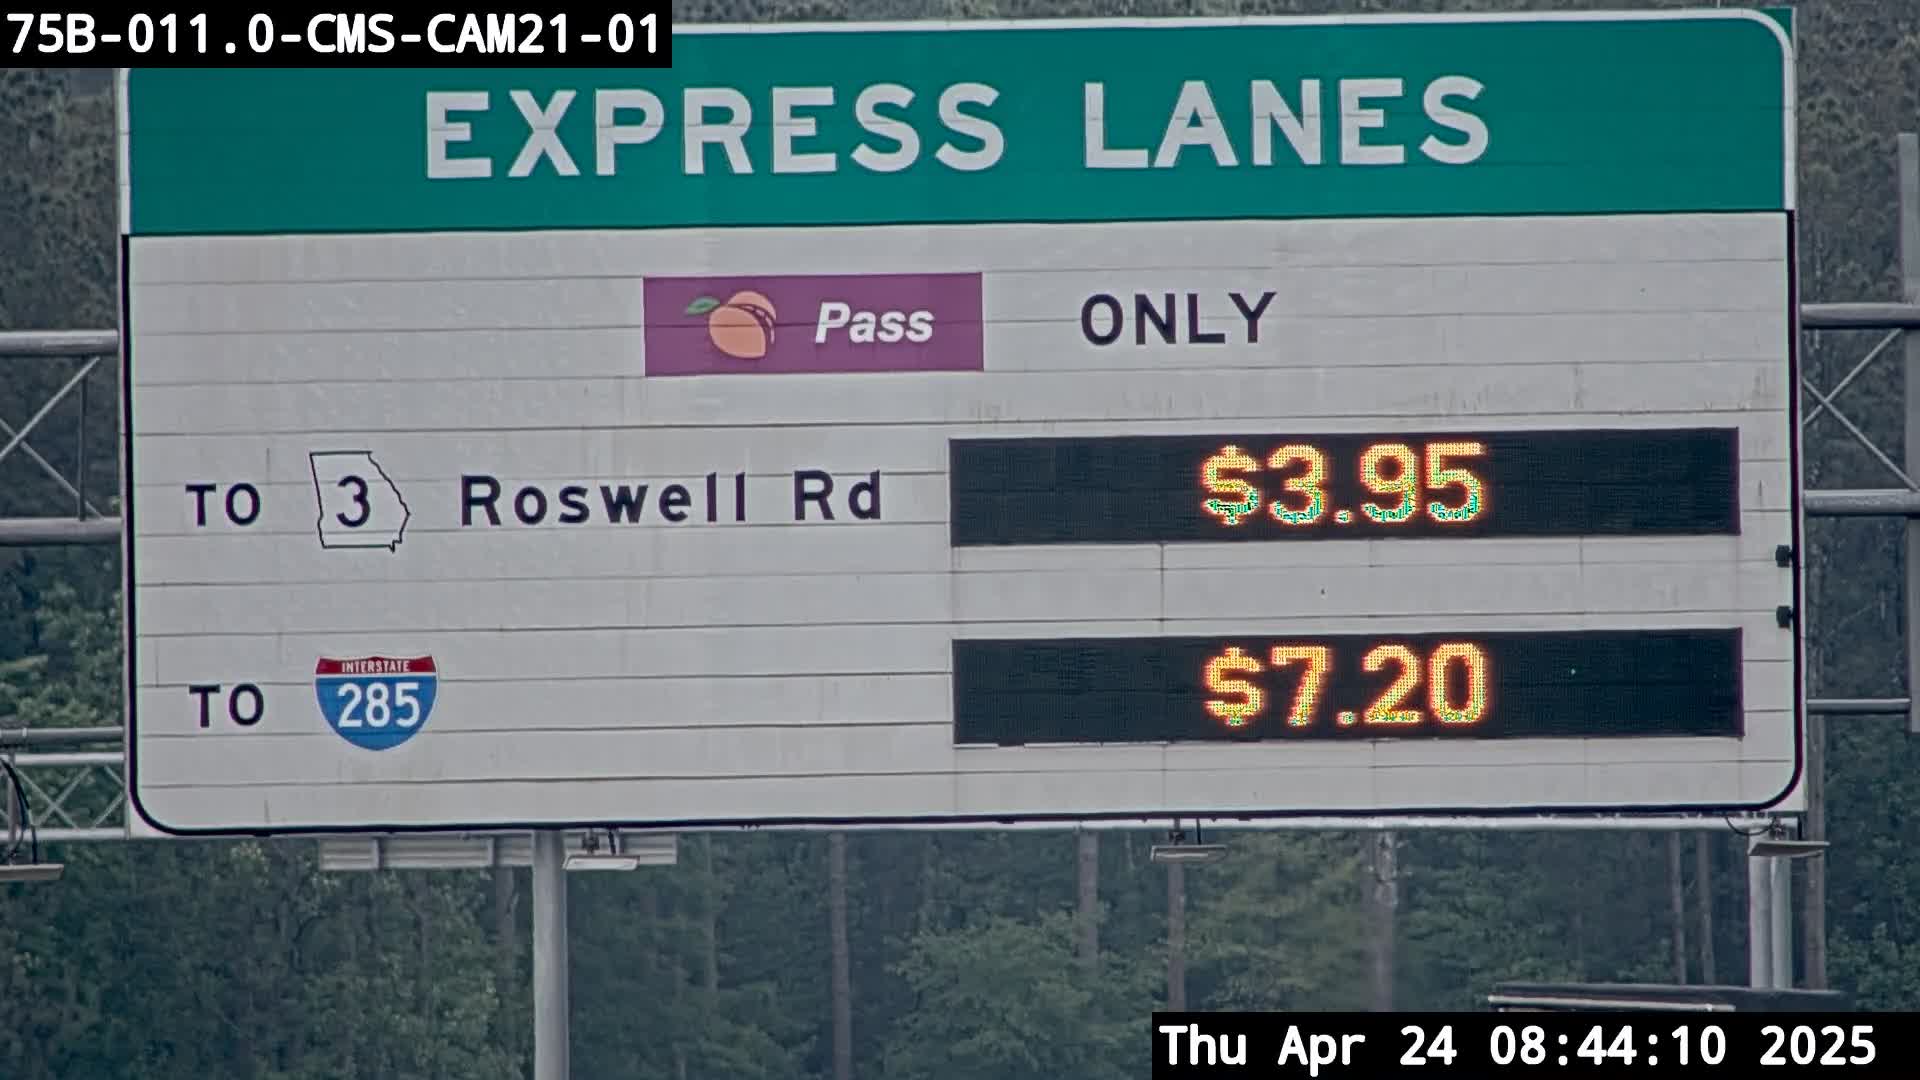 75B-011.0-CMS-CAM21-01
EXPRESS LANES
Pass ONLY
TO 3 Roswell Rd $3.95
INTERSTATE
TO 285 $7.20
Thu Apr 24 08:44:10 2025